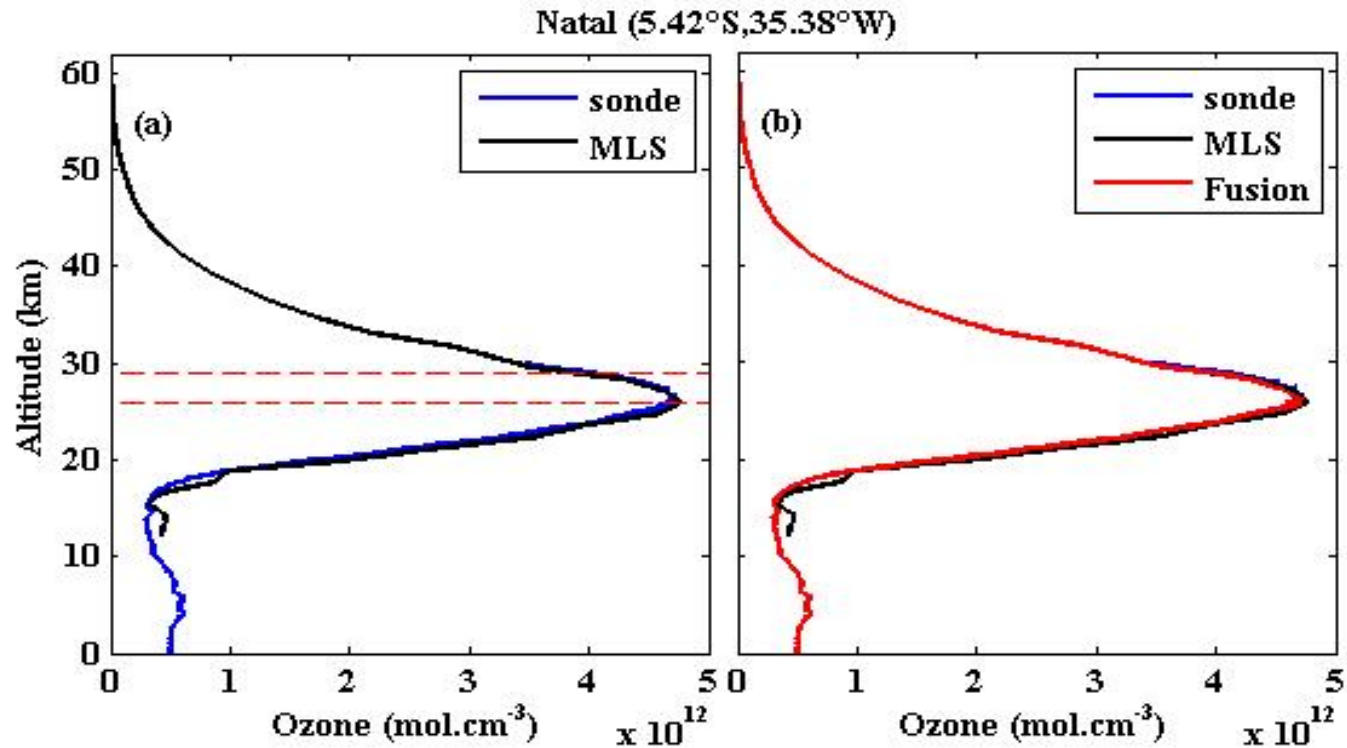 Natal (5.42°S,35.38°W)
60
50
40
30
20
10
0
Altitude (km)
(a)
sonde
MLS
0 1 2 3 4 5
Ozone (mol.cm⁻³)
x 10¹²
(b)
sonde
MLS
Fusion
0 1 2 3 4 5
Ozone (mol.cm⁻³)
x 10¹²